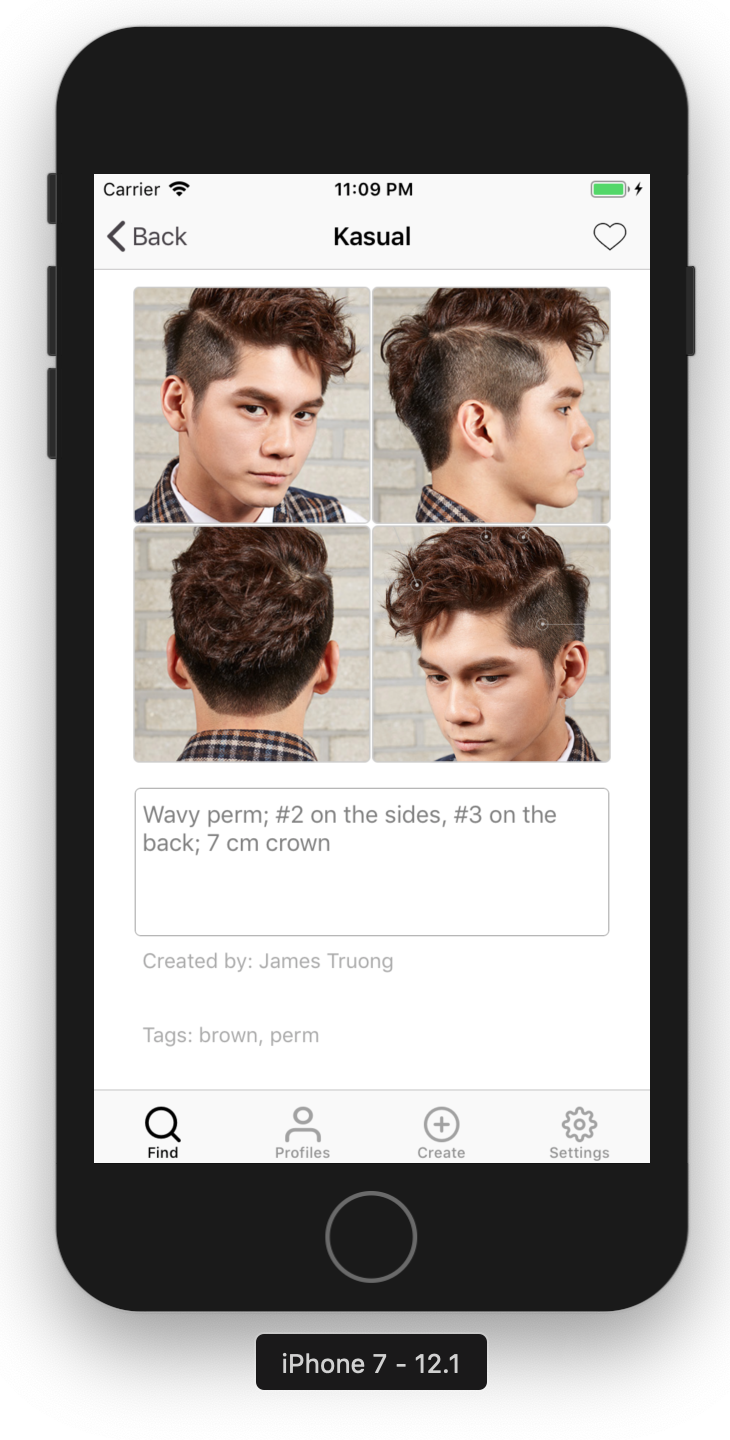 Carrier 11:09 PM
Back Kasual
Wavy perm; #2 on the sides, #3 on the
back; 7 cm crown
Created by: James Truong
Tags: brown, perm
Find Profiles Create Settings
iPhone 7 - 12.1